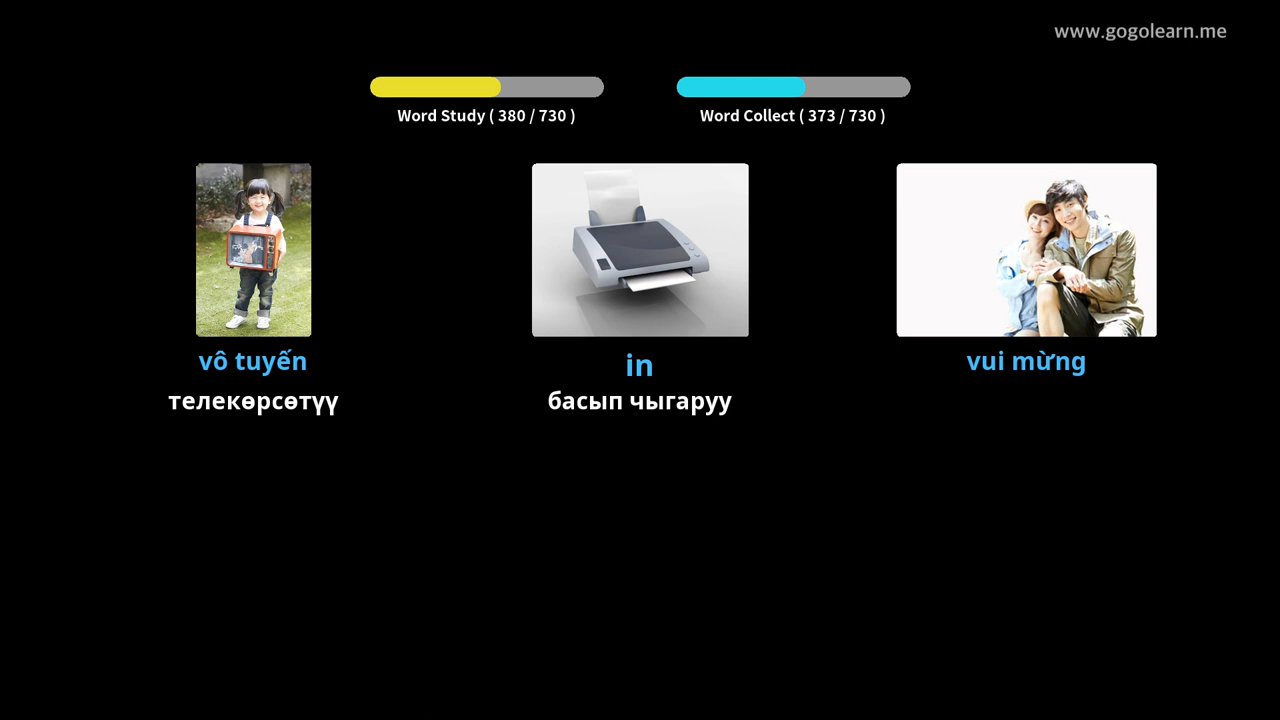 www.gogolearn.me
Word Study ( 380 / 730 )
Word Collect ( 373 / 730 )
vô tuyến
телекөрсөтүү
in
басып чыгаруу
vui mừng